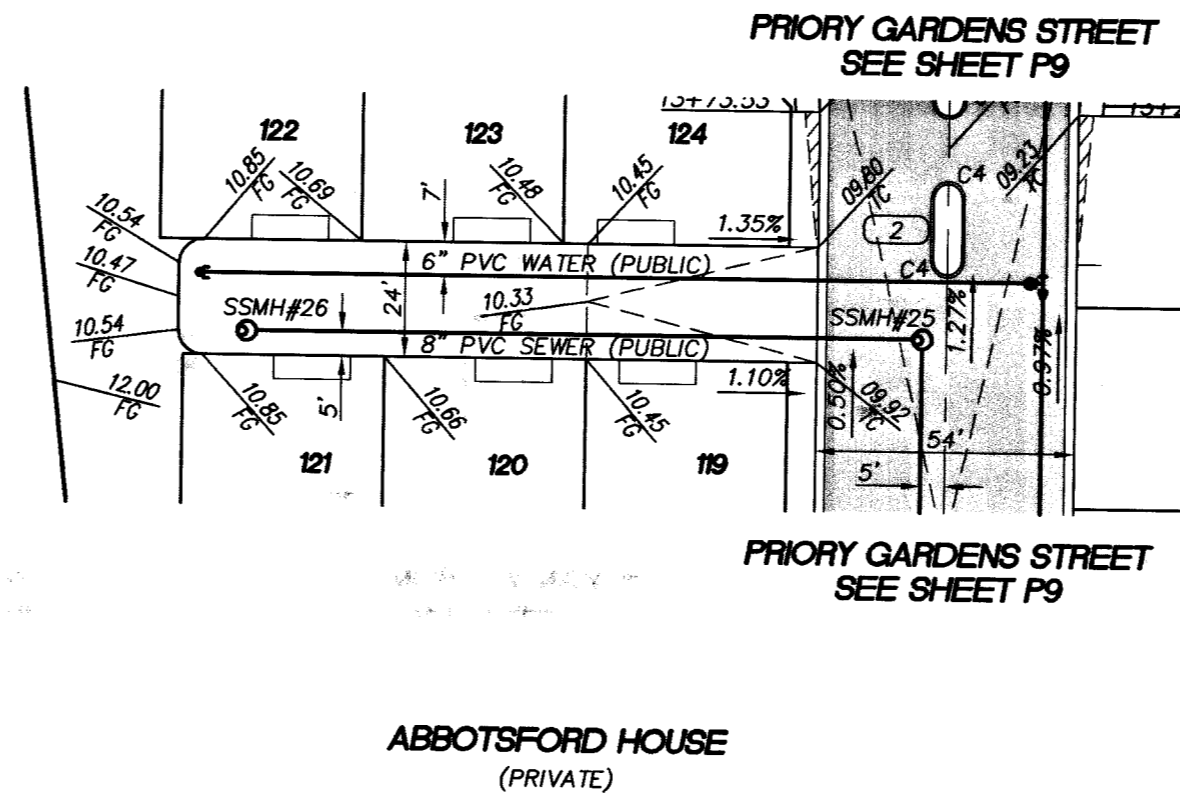 PRIORY GARDENS STREET
SEE SHEET P9
122
123
124
10.85
FG
10.69
FG
10.48
FG
10.45
FG
09.80
TC
09.23
TC
C4
7'
1.35%
2
10.54
FG
10.47
10.54
FG
12.00
FG
6" PVC WATER (PUBLIC)
C4
24'
10.33
FG
SSMH#26
SSMH#25
1.27%
0.97%
8" PVC SEWER (PUBLIC)
1.10%
0.50%
09.92
TC
5'
10.85
FG
10.66
FG
10.45
FG
54'
5'
121
120
119
PRIORY GARDENS STREET
SEE SHEET P9
ABBOTSFORD HOUSE
(PRIVATE)